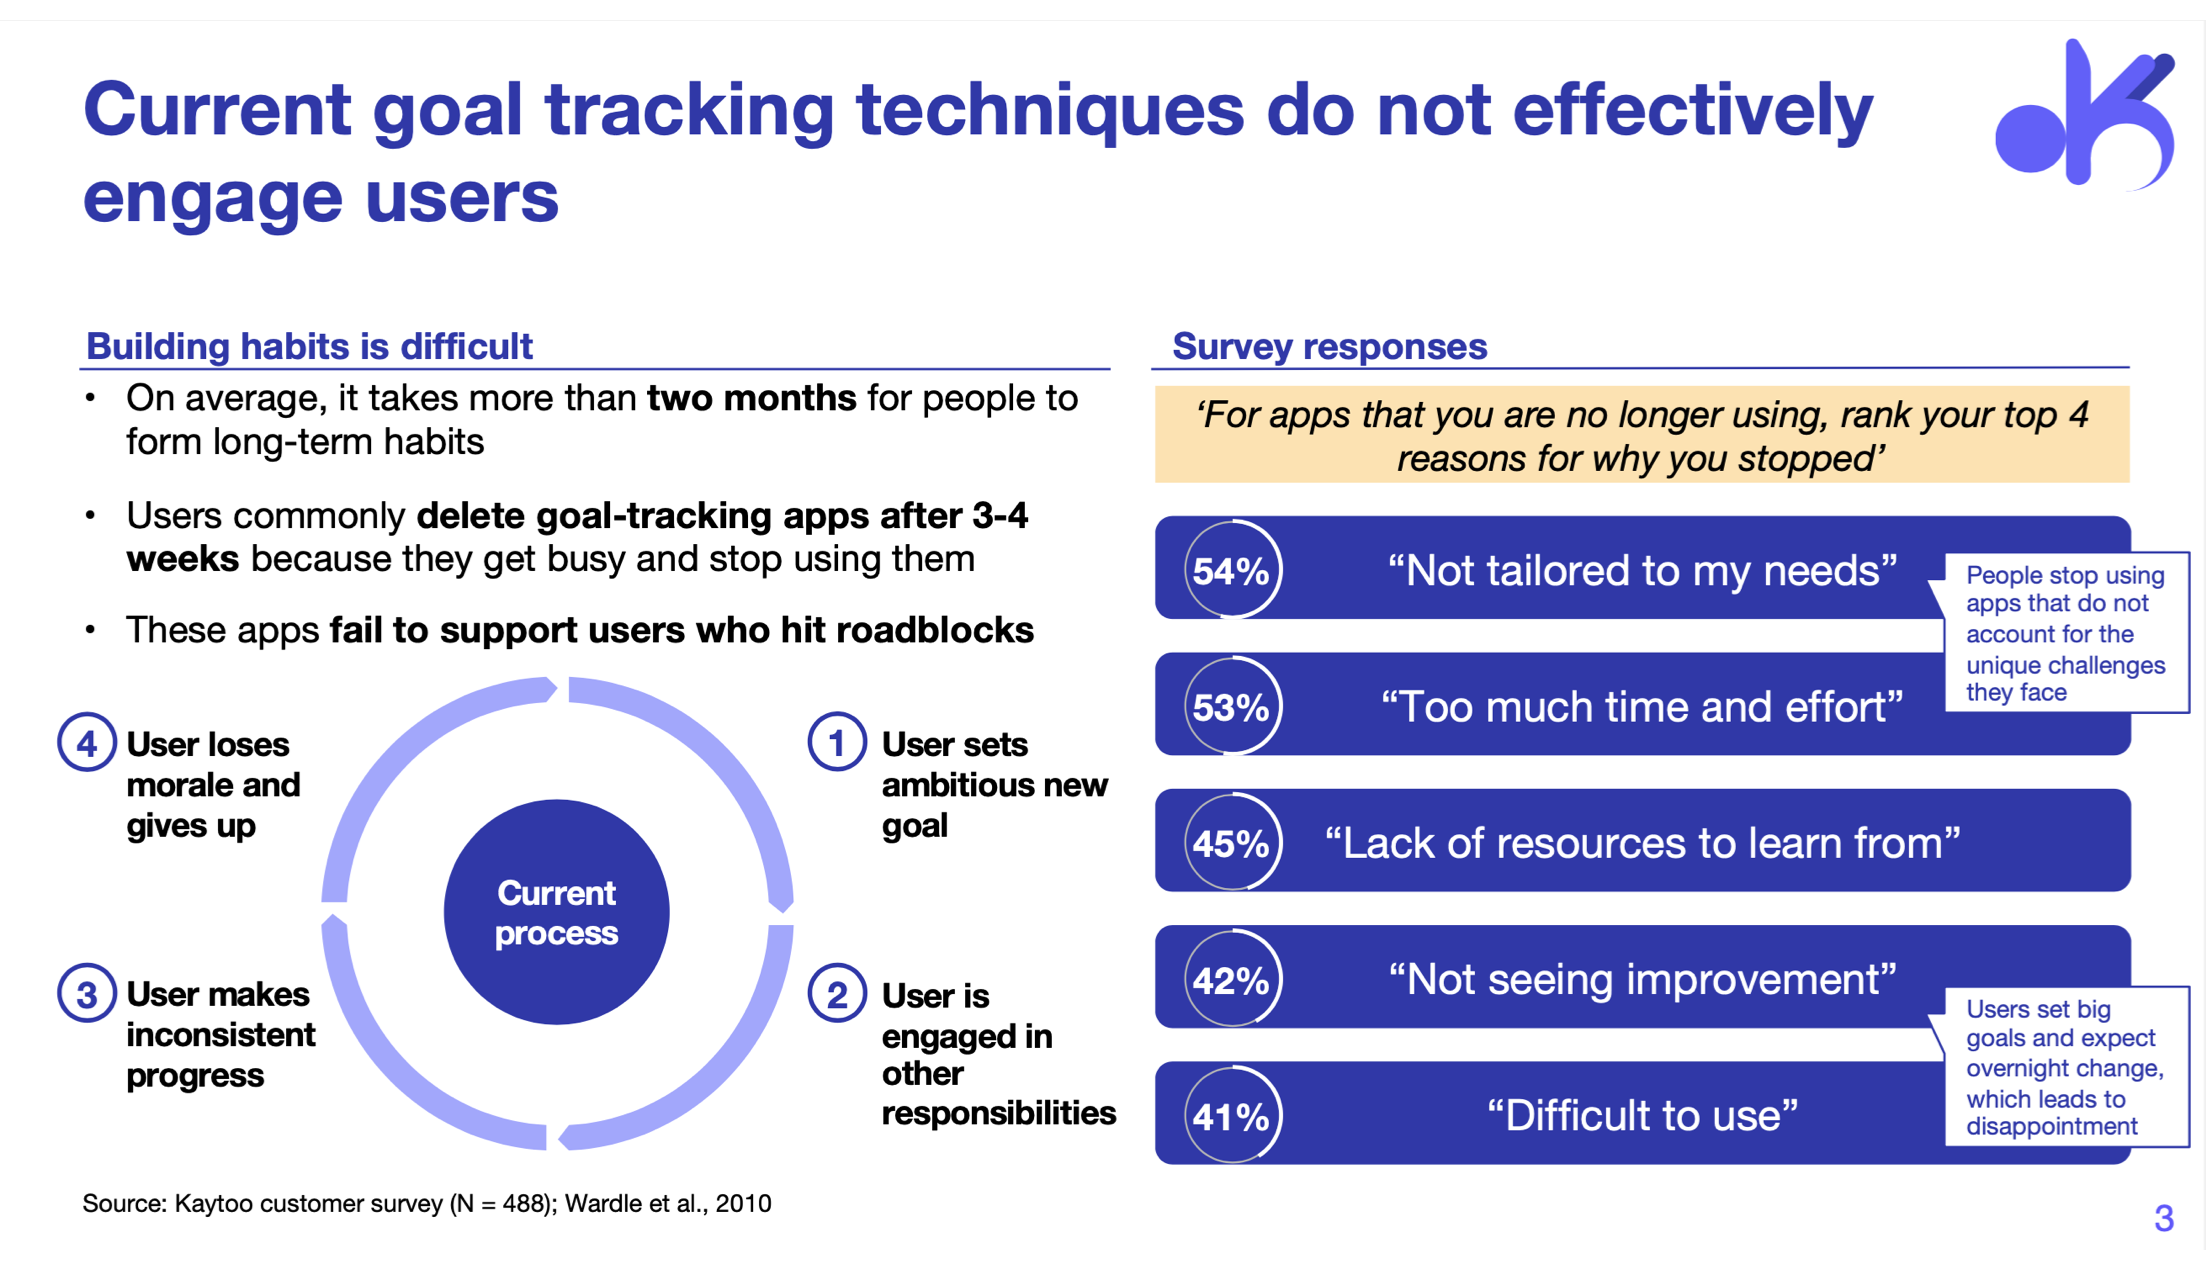 Current goal tracking techniques do not effectively
engage users
Building habits is difficult
• On average, it takes more than two months for people to
form long-term habits
• Users commonly delete goal-tracking apps after 3-4
weeks because they get busy and stop using them
• These apps fail to support users who hit roadblocks
4 User loses
morale and
gives up
1 User sets
ambitious new
goal
Current
process
3 User makes
inconsistent
progress
2 User is
engaged in
other
responsibilities
Survey responses
‘For apps that you are no longer using, rank your top 4
reasons for why you stopped’
54% “Not tailored to my needs”
People stop using
apps that do not
account for the
unique challenges
they face
53% “Too much time and effort”
45% “Lack of resources to learn from”
42% “Not seeing improvement”
Users set big
goals and expect
overnight change,
which leads to
disappointment
41% “Difficult to use”
Source: Kaytoo customer survey (N = 488); Wardle et al., 2010
3